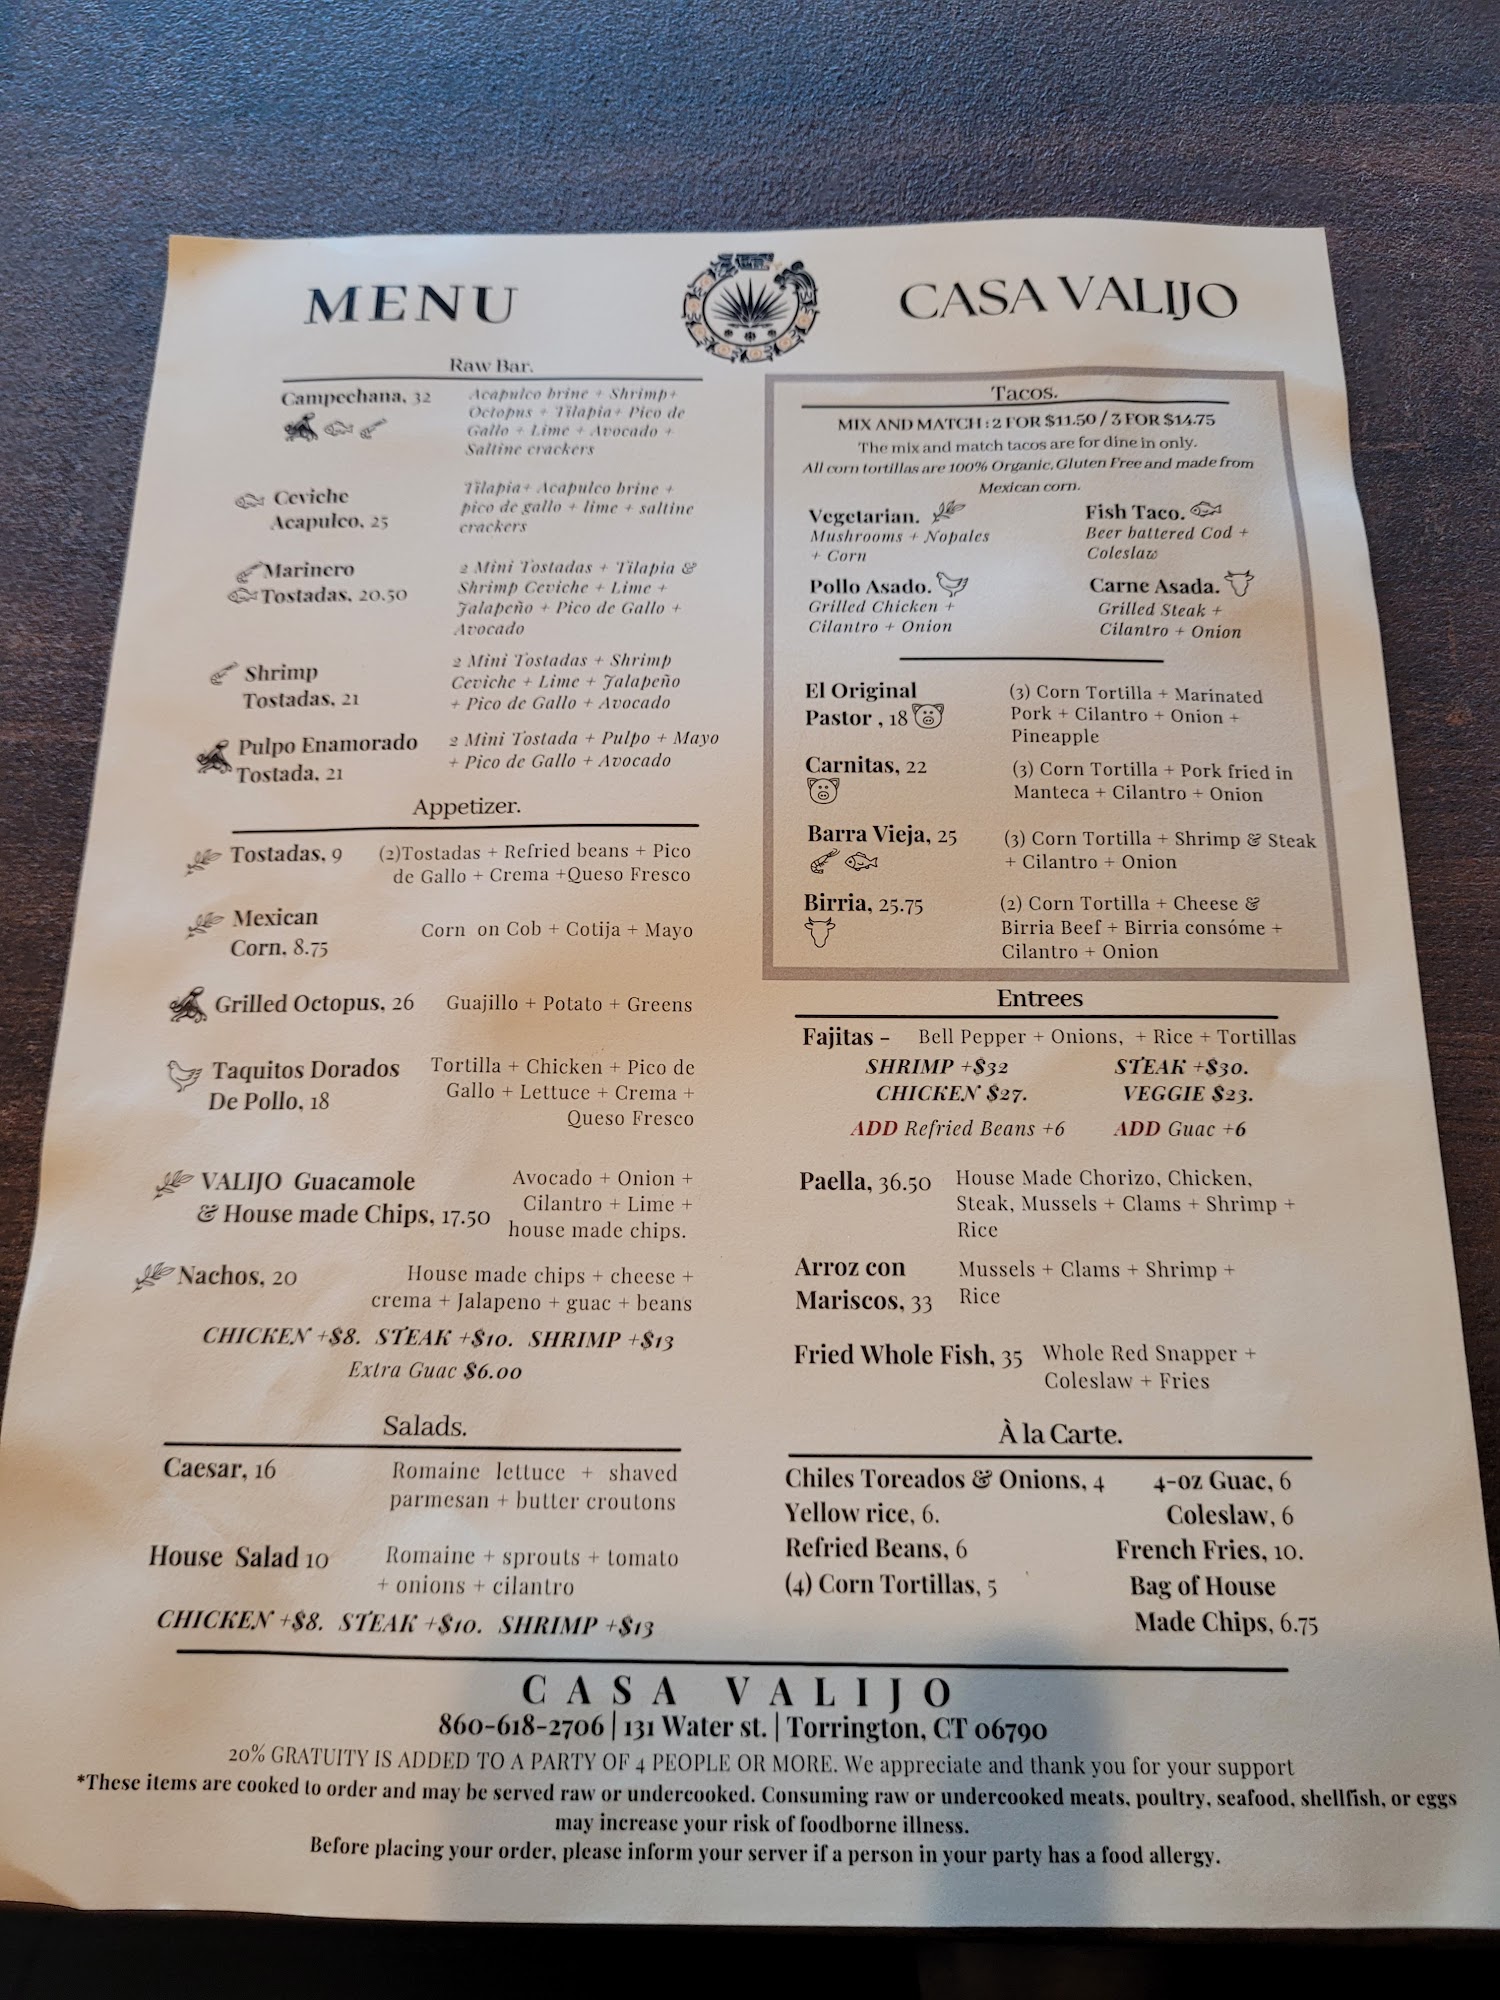 MENU
CASA VALIJO
Raw Bar.
Campechana, 32
Acapulco brine + Shrimp+
Octopus + Tilapia+ Pico de
Gallo + Lime + Avocado +
Saltine crackers
Ceviche
Acapulco, 25
Tilapia+ Acapulco brine +
pico de gallo + lime + saltine
crackers
Marinero
Tostadas, 20.50
2 Mini Tostadas + Tilapia &
Shrimp Ceviche + Lime +
Jalapeño + Pico de Gallo +
Avocado
Shrimp
Tostadas, 21
2 Mini Tostadas + Shrimp
Ceviche + Lime + Jalapeño
+ Pico de Gallo + Avocado
Pulpo Enamorado
Tostada, 21
2 Mini Tostada + Pulpo + Mayo
+ Pico de Gallo + Avocado
Appetizer.
Tostadas, 9
(2)Tostadas + Refried beans + Pico
de Gallo + Crema +Queso Fresco
Mexican
Corn, 8.75
Corn on Cob + Cotija + Mayo
Grilled Octopus, 26
Guajillo + Potato + Greens
Taquitos Dorados
De Pollo, 18
Tortilla + Chicken + Pico de
Gallo + Lettuce + Crema +
Queso Fresco
VALIJO Guacamole
& House made Chips, 17.50
Avocado + Onion +
Cilantro + Lime +
house made chips.
Nachos, 20
House made chips + cheese +
crema + Jalapeno + guac + beans
CHICKEN +$8. STEAK +$10. SHRIMP +$13
Extra Guac $6.00
Salads.
Caesar, 16
Romaine lettuce + shaved
parmesan + butter croutons
House Salad 10
Romaine + sprouts + tomato
+ onions + cilantro
CHICKEN +$8. STEAK +$10. SHRIMP +$13
Tacos.
MIX AND MATCH : 2 FOR $11.50 / 3 FOR $14.75
The mix and match tacos are for dine in only.
All corn tortillas are 100% Organic, Gluten Free and made from
Mexican corn.
Vegetarian.
Mushrooms + Nopales
+ Corn
Fish Taco.
Beer battered Cod +
Coleslaw
Pollo Asado.
Grilled Chicken +
Cilantro + Onion
Carne Asada.
Grilled Steak +
Cilantro + Onion
El Original
Pastor , 18
(3) Corn Tortilla + Marinated
Pork + Cilantro + Onion +
Pineapple
Carnitas, 22
(3) Corn Tortilla + Pork fried in
Manteca + Cilantro + Onion
Barra Vieja, 25
(3) Corn Tortilla + Shrimp & Steak
+ Cilantro + Onion
Birria, 25.75
(2) Corn Tortilla + Cheese &
Birria Beef + Birria consóme +
Cilantro + Onion
Entrees
Fajitas - Bell Pepper + Onions, + Rice + Tortillas
SHRIMP +$32 STEAK +$30.
CHICKEN $27. VEGGIE $23.
ADD Refried Beans +6 ADD Guac +6
Paella, 36.50
House Made Chorizo, Chicken,
Steak, Mussels + Clams + Shrimp +
Rice
Arroz con
Mariscos, 33
Mussels + Clams + Shrimp +
Rice
Fried Whole Fish, 35
Whole Red Snapper +
Coleslaw + Fries
À la Carte.
Chiles Toreados & Onions, 4
Yellow rice, 6.
Refried Beans, 6
(4) Corn Tortillas, 5
4-oz Guac, 6
Coleslaw, 6
French Fries, 10.
Bag of House
Made Chips, 6.75
CASA VALIJO
860-618-2706 | 131 Water st. | Torrington, CT 06790
20% GRATUITY IS ADDED TO A PARTY OF 4 PEOPLE OR MORE. We appreciate and thank you for your support
*These items are cooked to order and may be served raw or undercooked. Consuming raw or undercooked meats, poultry, seafood, shellfish, or eggs
may increase your risk of foodborne illness.
Before placing your order, please inform your server if a person in your party has a food allergy.